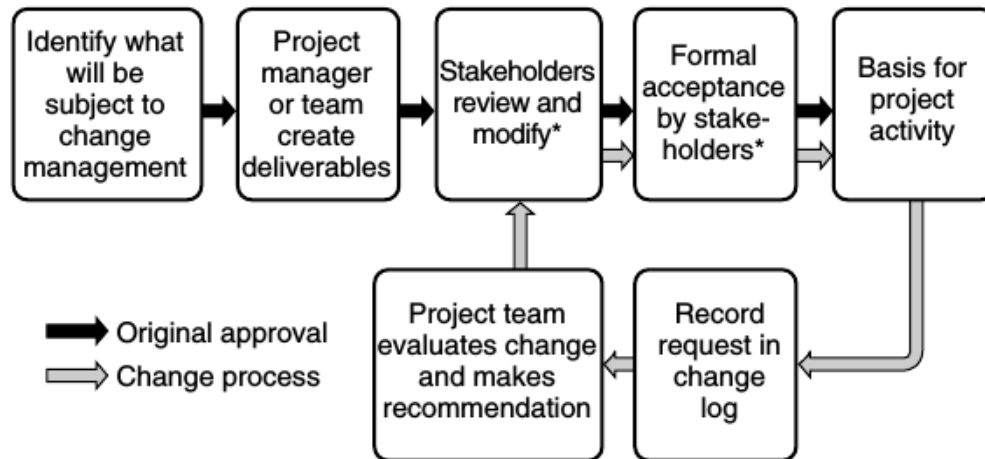 Identify what
will be
subject to
change
management
Project
manager
or team
create
deliverables
Stakeholders
review and
modify*
Formal
acceptance
by stake-
holders*
Basis for
project
activity
Project team
evaluates change
and makes
recommendation
Record
request in
change
log
Original approval
Change process